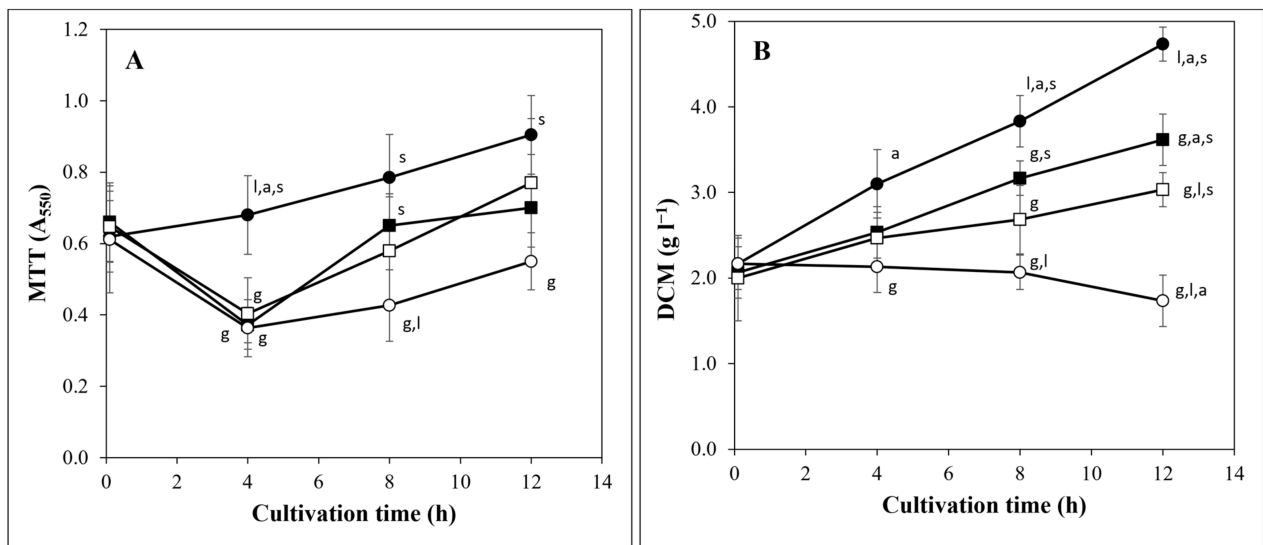 A
1.2
1.0
0.8
0.6
0.4
0.2
0.0
MTT (A550)
l,a,s
s
s
s
g
g
g
g,l
g
0 2 4 6 8 10 12 14
Cultivation time (h)
B
5.0
4.0
3.0
2.0
1.0
0.0
DCM (g l⁻¹)
a
l,a,s
l,a,s
g,s
g,a,s
g
g,l,s
g
g,l
g,l,a
0 2 4 6 8 10 12 14
Cultivation time (h)